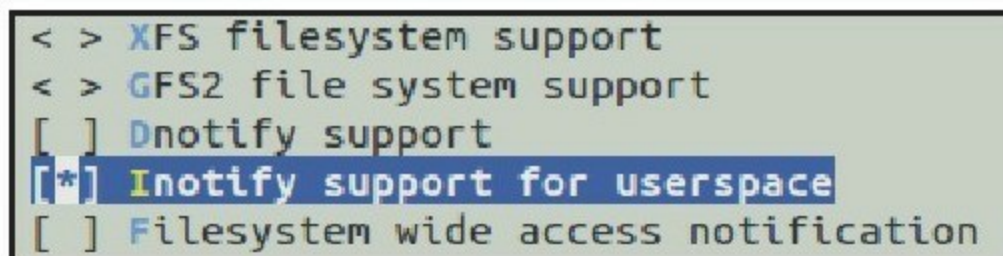 < > XFS filesystem support
< > GFS2 file system support
[ ] Dnotify support
[*] Inotify support for userspace
[ ] Filesystem wide access notification